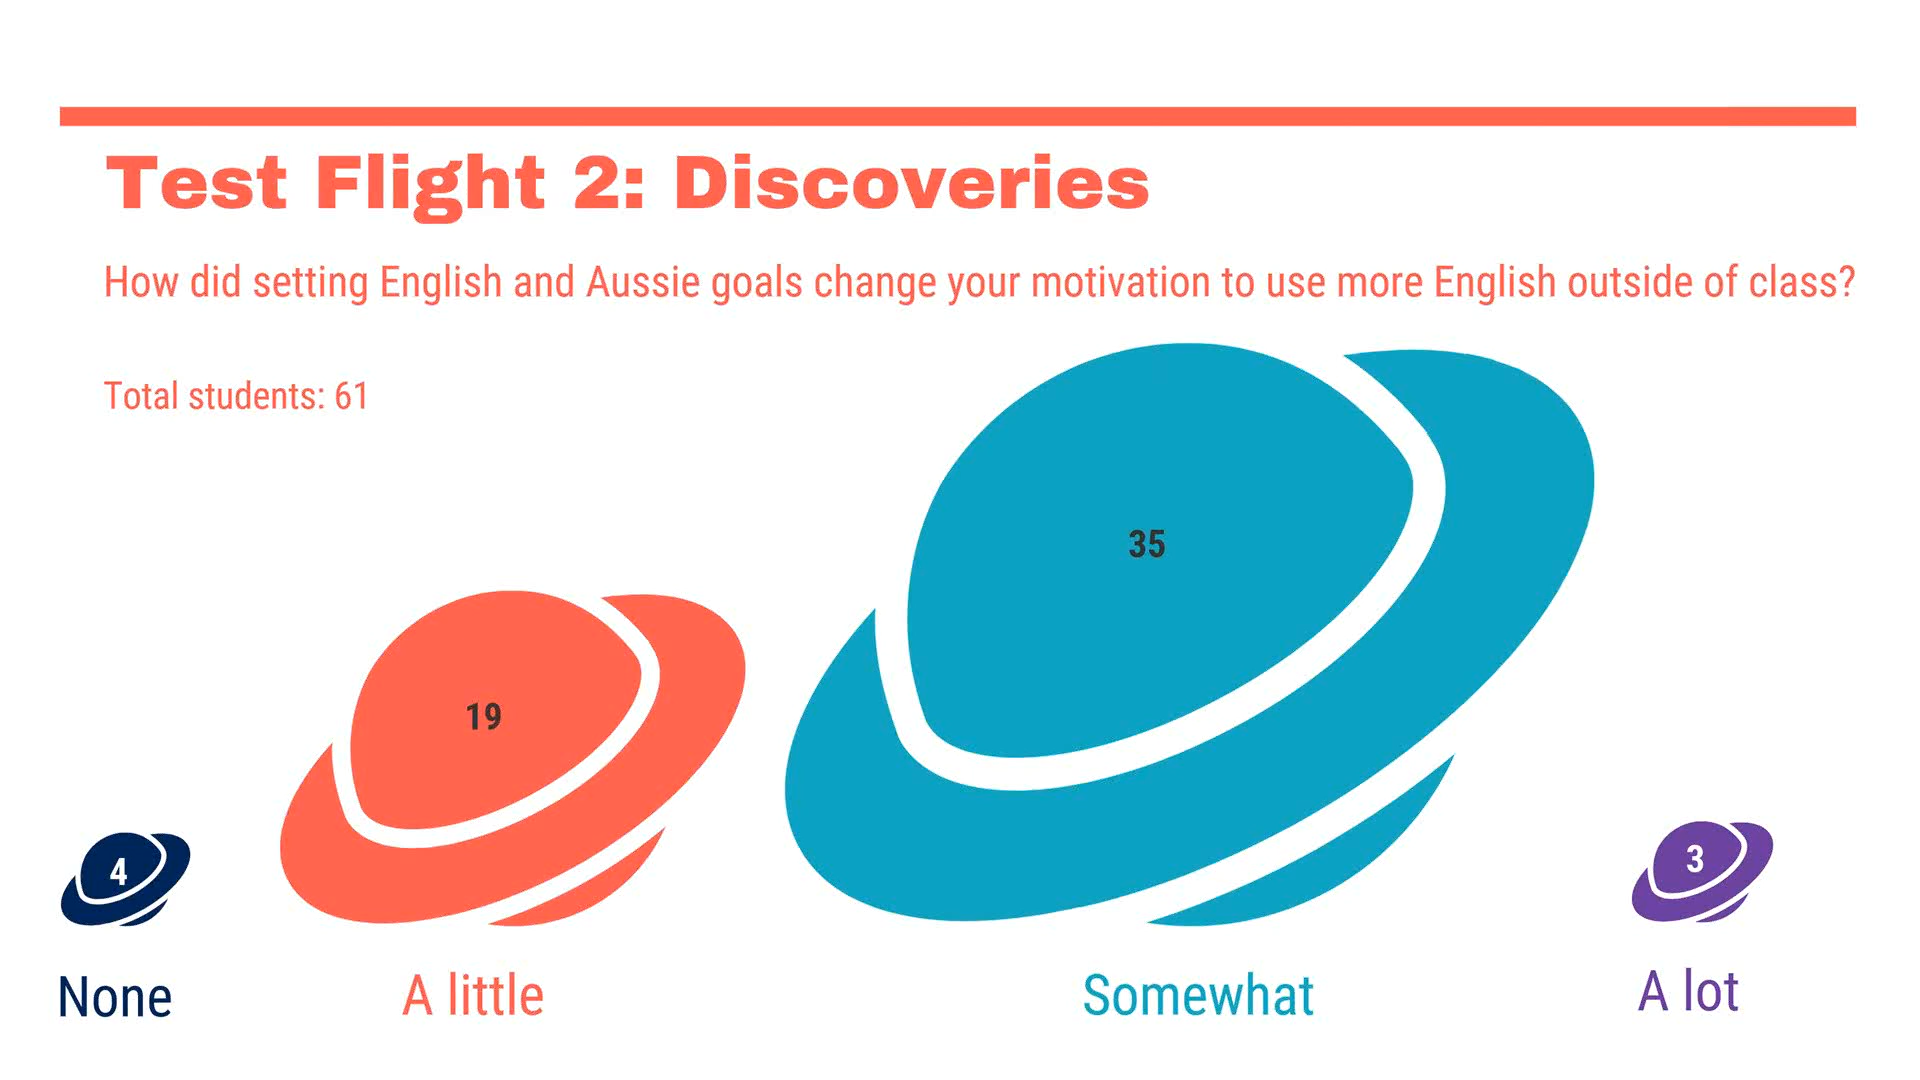 Test Flight 2: Discoveries
How did setting English and Aussie goals change your motivation to use more English outside of class?
Total students: 61
35
19
4
3
None
A little
Somewhat
A lot